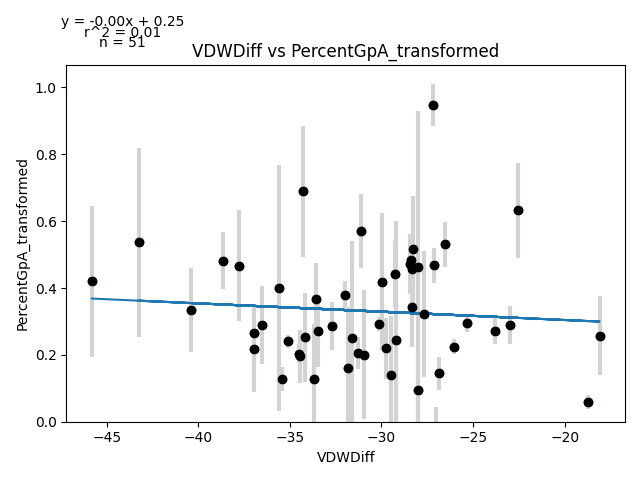 y = -0.00x + 0.25
r^2 = 0.01
n = 51
VDWDiff vs PercentGpA_transformed
PercentGpA_transformed
1.0
0.8
0.6
0.4
0.2
0.0
−45 −40 −35 −30 −25 −20
VDWDiff